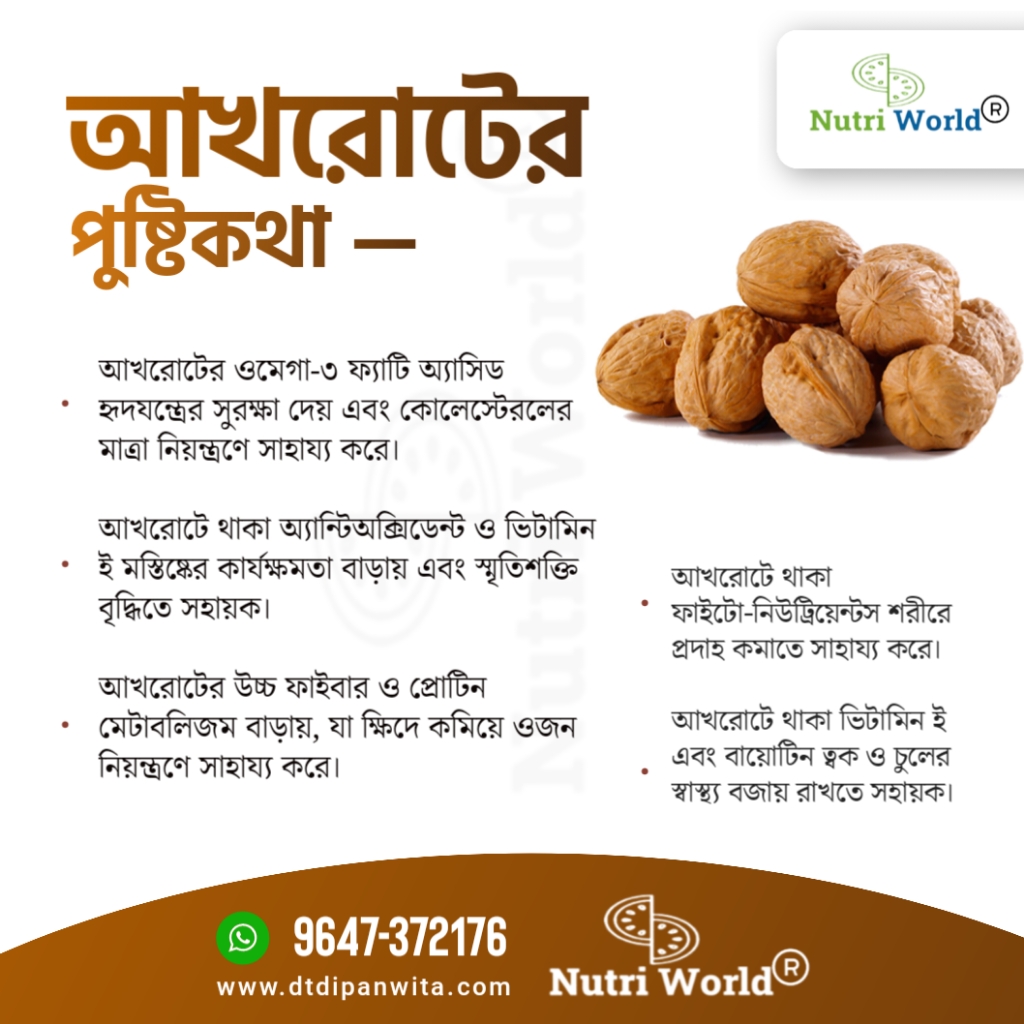 Nutri World®
আখরোটের
পুষ্টিকথা —
আখরোটের ওমেগা-৩ ফ্যাটি অ্যাসিড
• হৃদযন্ত্রের সুরক্ষা দেয় এবং কোলেস্টেরলের
মাত্রা নিয়ন্ত্রণে সাহায্য করে।
আখরোটে থাকা অ্যান্টিঅক্সিডেন্ট ও ভিটামিন
• ই মস্তিষ্কের কার্যক্ষমতা বাড়ায় এবং স্মৃতিশক্তি
বৃদ্ধিতে সহায়ক।
আখরোটের উচ্চ ফাইবার ও প্রোটিন
• মেটাবলিজম বাড়ায়, যা ক্ষিদে কমিয়ে ওজন
নিয়ন্ত্রণে সাহায্য করে।
আখরোটে থাকা
• ফাইটো-নিউট্রিয়েন্টস শরীরে
প্রদাহ কমাতে সাহায্য করে।
আখরোটে থাকা ভিটামিন ই
এবং বায়োটিন ত্বক ও চুলের
• স্বাস্থ্য বজায় রাখতে সহায়ক।
Nutri World®
9647-372176
www.dtdipanwita.com
Nutri World®